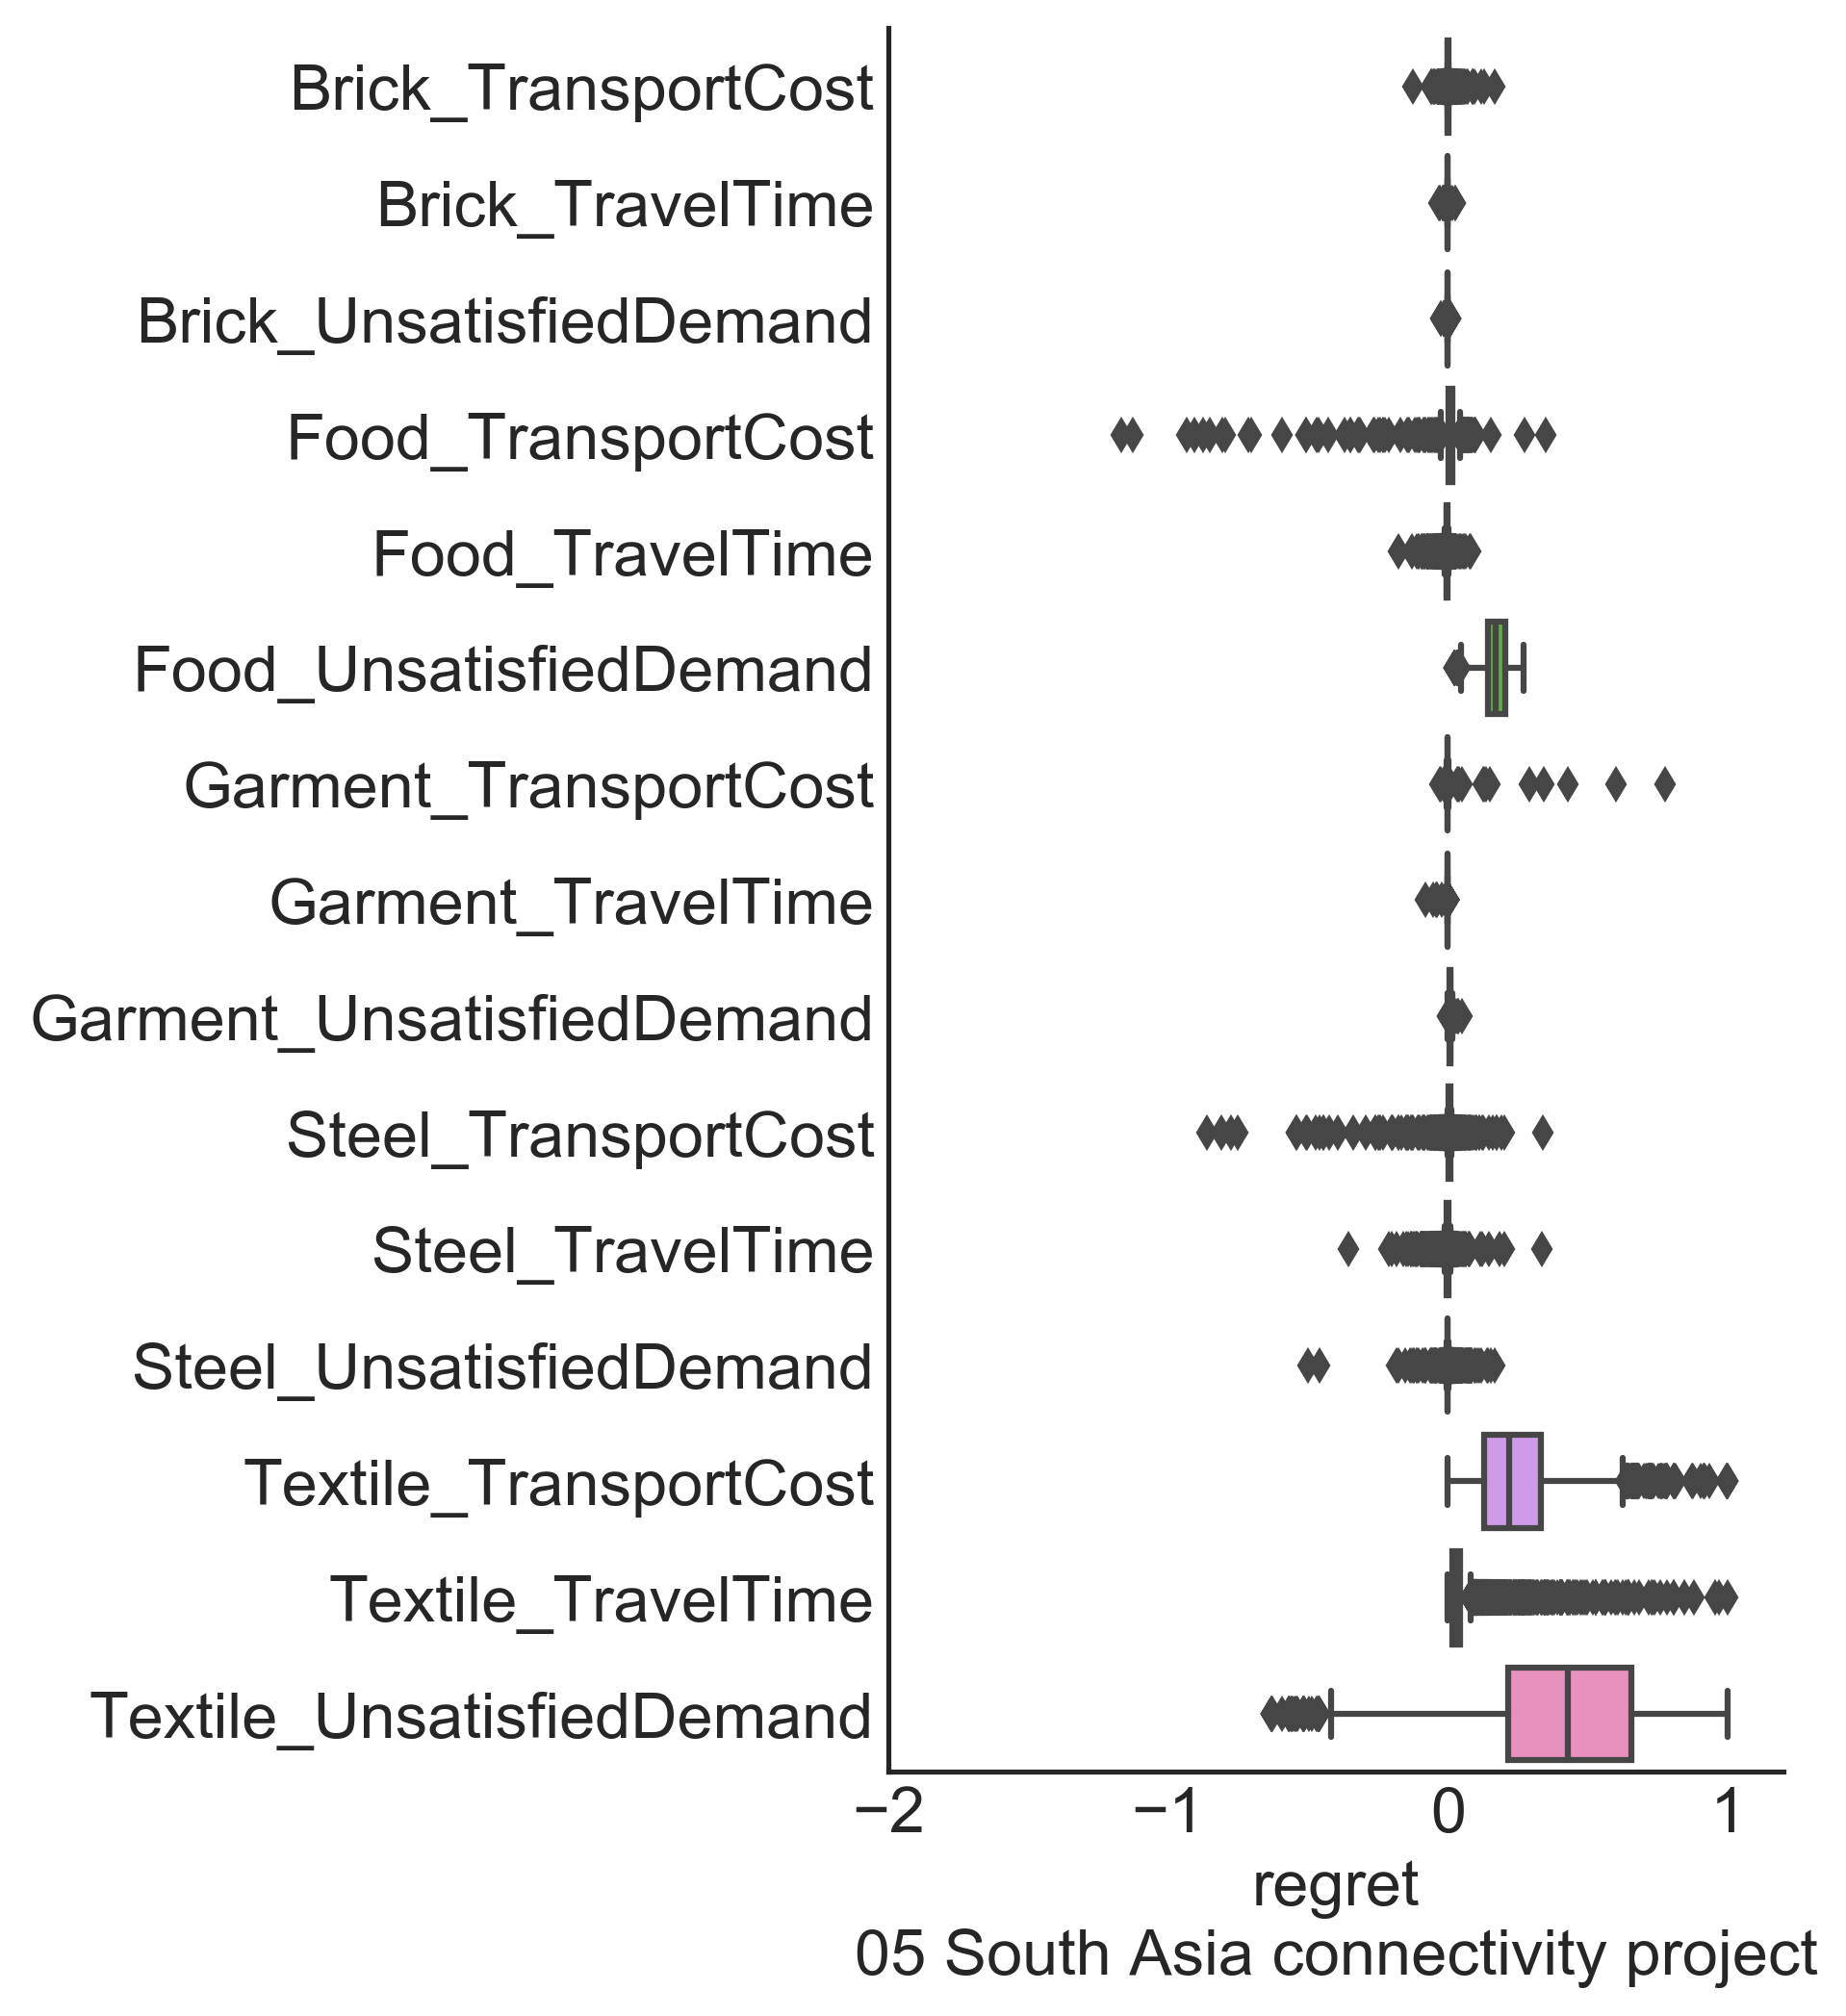 Brick_TransportCost
Brick_TravelTime
Brick_UnsatisfiedDemand
Food_TransportCost
Food_TravelTime
Food_UnsatisfiedDemand
Garment_TransportCost
Garment_TravelTime
Garment_UnsatisfiedDemand
Steel_TransportCost
Steel_TravelTime
Steel_UnsatisfiedDemand
Textile_TransportCost
Textile_TravelTime
Textile_UnsatisfiedDemand
−2 −1 0 1
regret
05 South Asia connectivity project